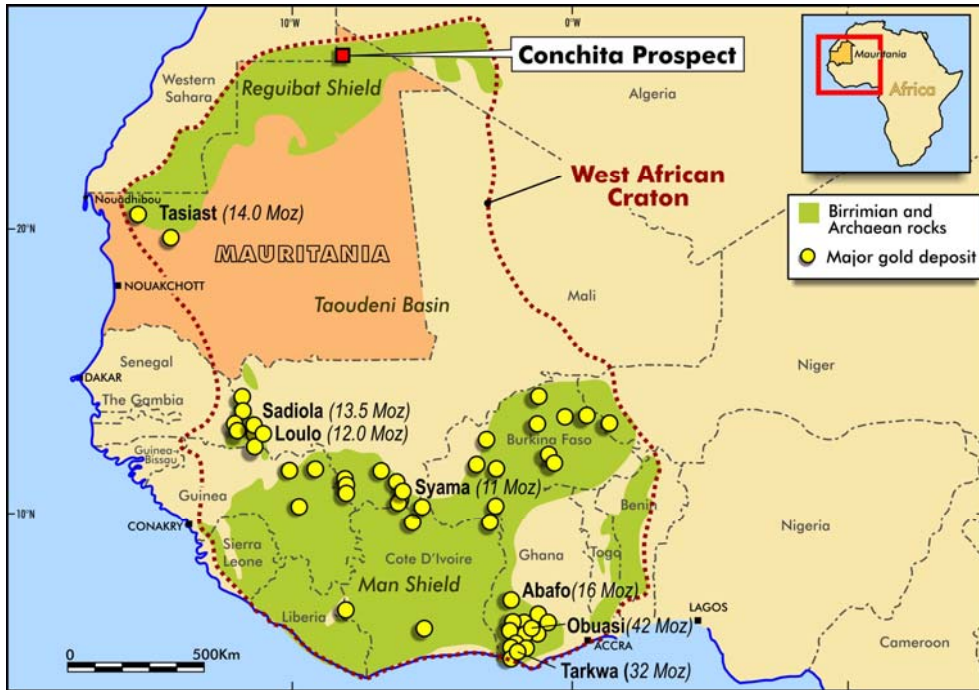 10°W
0°W
Conchita Prospect
Mauritania
Africa
Western
Sahara
Reguibat Shield
Algeria
West African
Craton
Birrimian and
Archaean rocks
Major gold deposit
Nouadhibou
Tasiast (14.0 Moz)
20°N
MAURITANIA
NOUAKCHOTT
Taoudeni Basin
Mali
Senegal
Niger
DAKAR
The Gambia
Sadiola (13.5 Moz)
Loulo (12.0 Moz)
Burkina Faso
Guinea-
Bissau
Syama (11 Moz)
Guinea
Benin
10°N
CONAKRY
Nigeria
Sierra
Leone
Cote D'Ivoire
Ghana
Togo
Man Shield
Abafo (16 Moz)
Liberia
LAGOS
Obuasi (42 Moz)
ACCRA
Cameroon
0
500Km
Tarkwa (32 Moz)